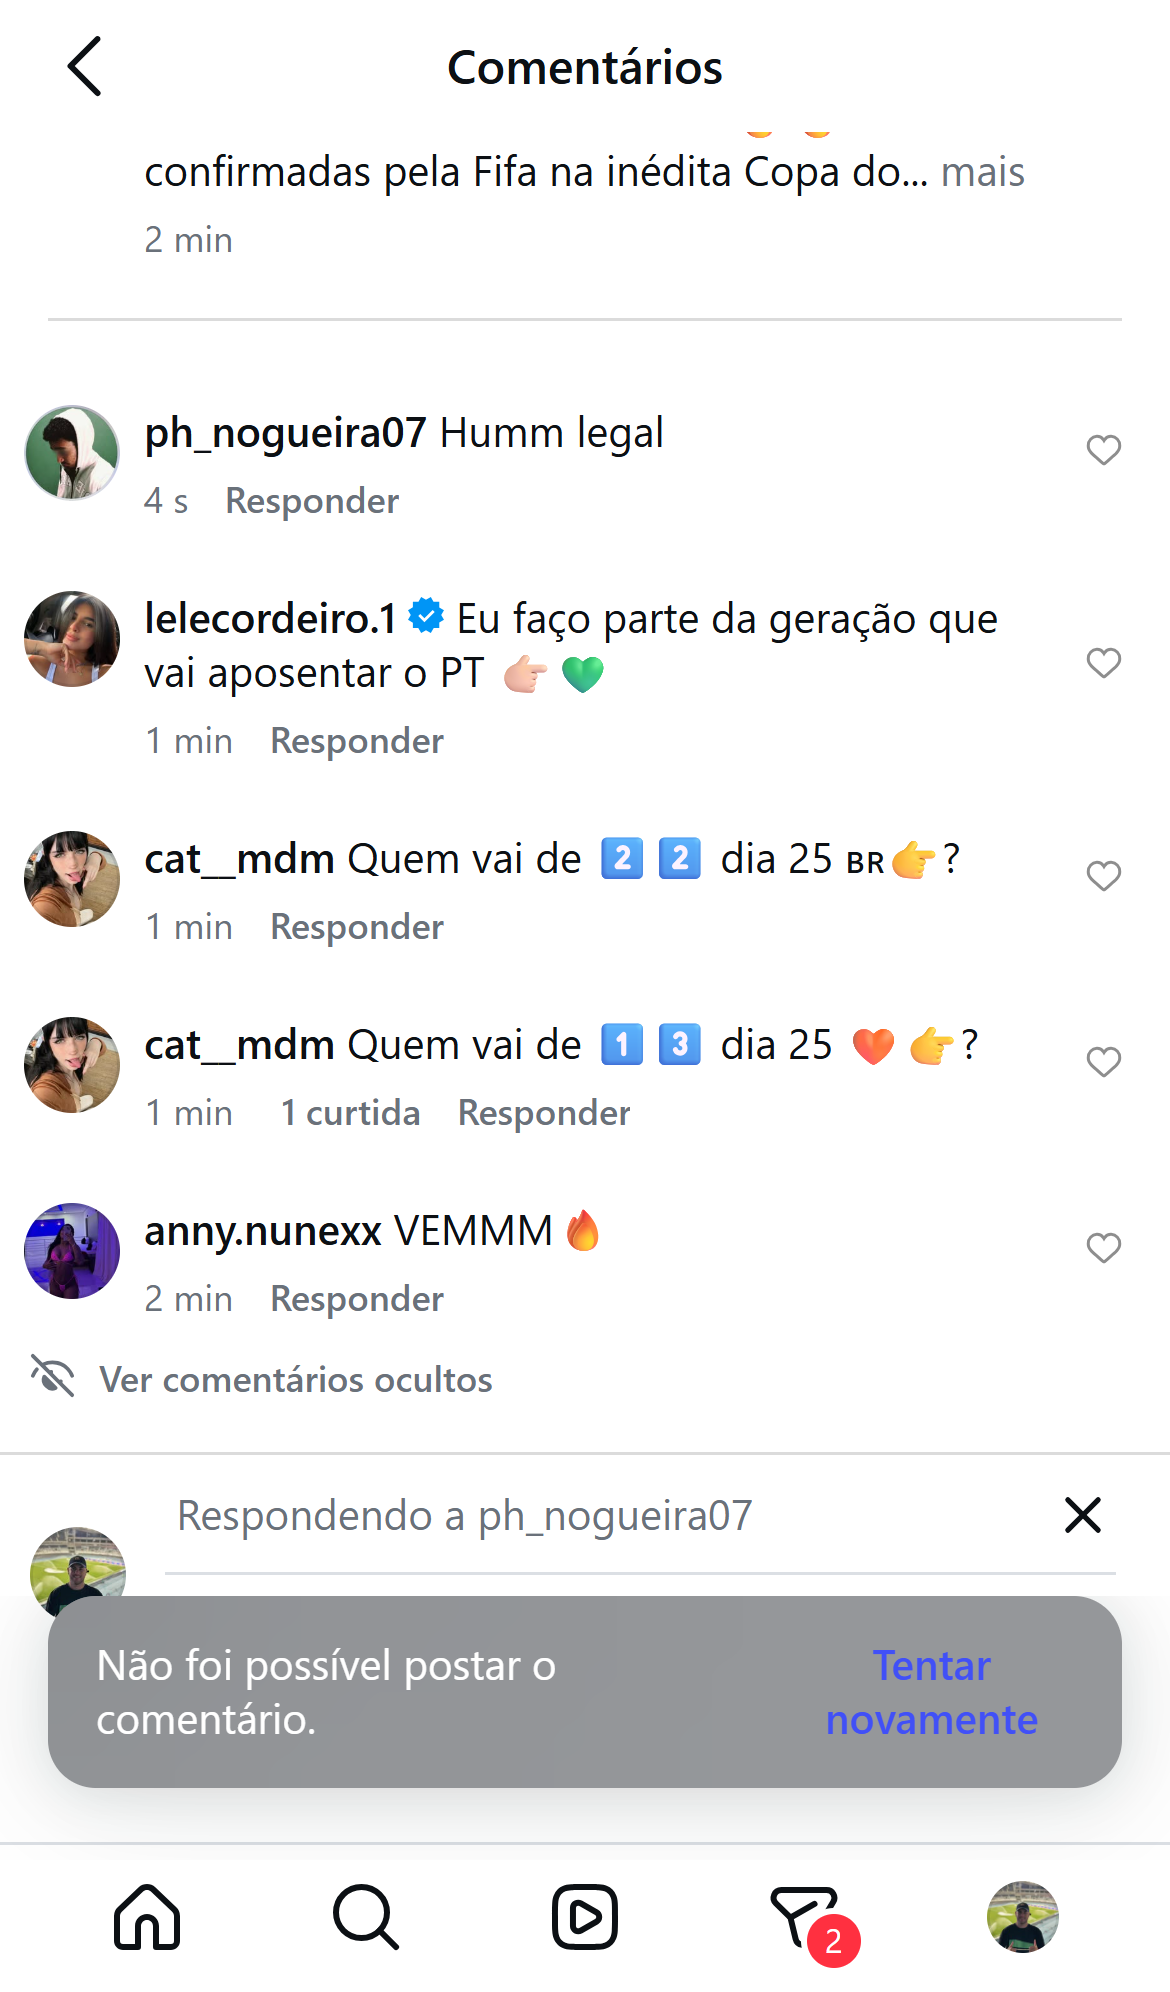 Comentários
confirmadas pela Fifa na inédita Copa do... mais
2 min
ph_nogueira07 Humm legal
4 s Responder
lelecordeiro.1 Eu faço parte da geração que
vai aposentar o PT 👉🏻 💚
1 min Responder
cat__mdm Quem vai de 2️⃣ 2️⃣ dia 25 🇧🇷👉?
1 min Responder
cat__mdm Quem vai de 1️⃣ 3️⃣ dia 25 ❤️ 👉?
1 min 1 curtida Responder
anny.nunexx VEMMM 🔥
2 min Responder
Ver comentários ocultos
Respondendo a ph_nogueira07
Não foi possível postar o
comentário.
Tentar
novamente
2